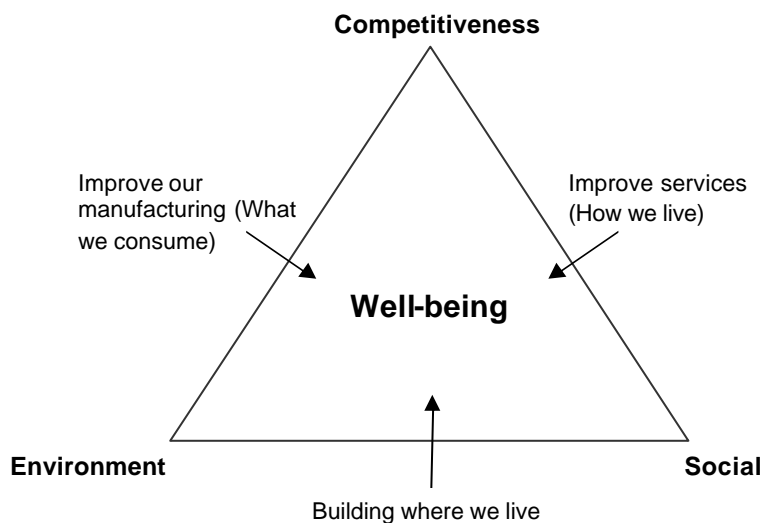 Competitiveness
Improve our
manufacturing (What
we consume)
Improve services
(How we live)
Well-being
Environment
Social
Building where we live